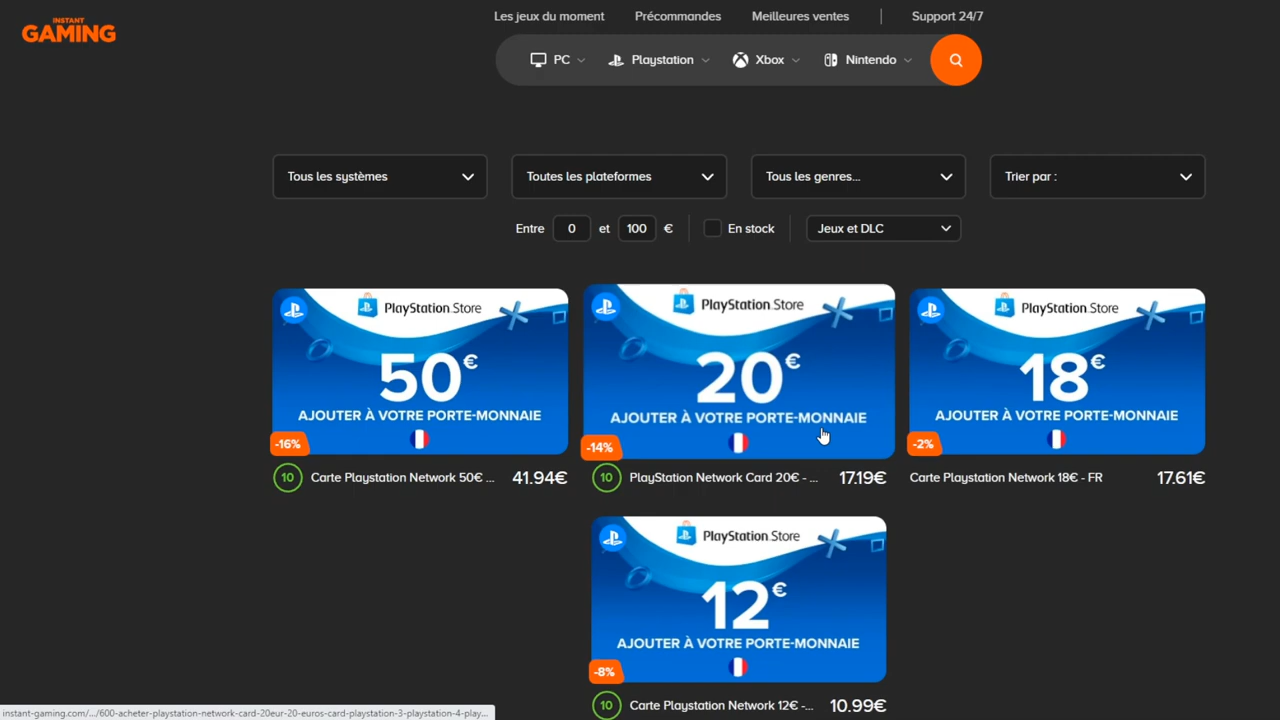 INSTANT
GAMING
Les jeux du moment Précommandes Meilleures ventes Support 24/7
PC Playstation Xbox Nintendo
Tous les systèmes Toutes les plateformes Tous les genres... Trier par :
Entre 0 et 100 € En stock Jeux et DLC
PlayStation Store
50€
AJOUTER À VOTRE PORTE-MONNAIE
-16%
10 Carte Playstation Network 50€ ... 41.94€
PlayStation Store
20€
AJOUTER À VOTRE PORTE-MONNAIE
-14%
10 PlayStation Network Card 20€ - ... 17.19€
PlayStation Store
18€
AJOUTER À VOTRE PORTE-MONNAIE
-2%
Carte Playstation Network 18€ - FR 17.61€
PlayStation Store
12€
AJOUTER À VOTRE PORTE-MONNAIE
-8%
10 Carte Playstation Network 12€ -... 10.99€
instant-gaming.com/.../600-acheter-playstation-network-card-20eur-20-euros-card-playstation-3-playstation-4-play...